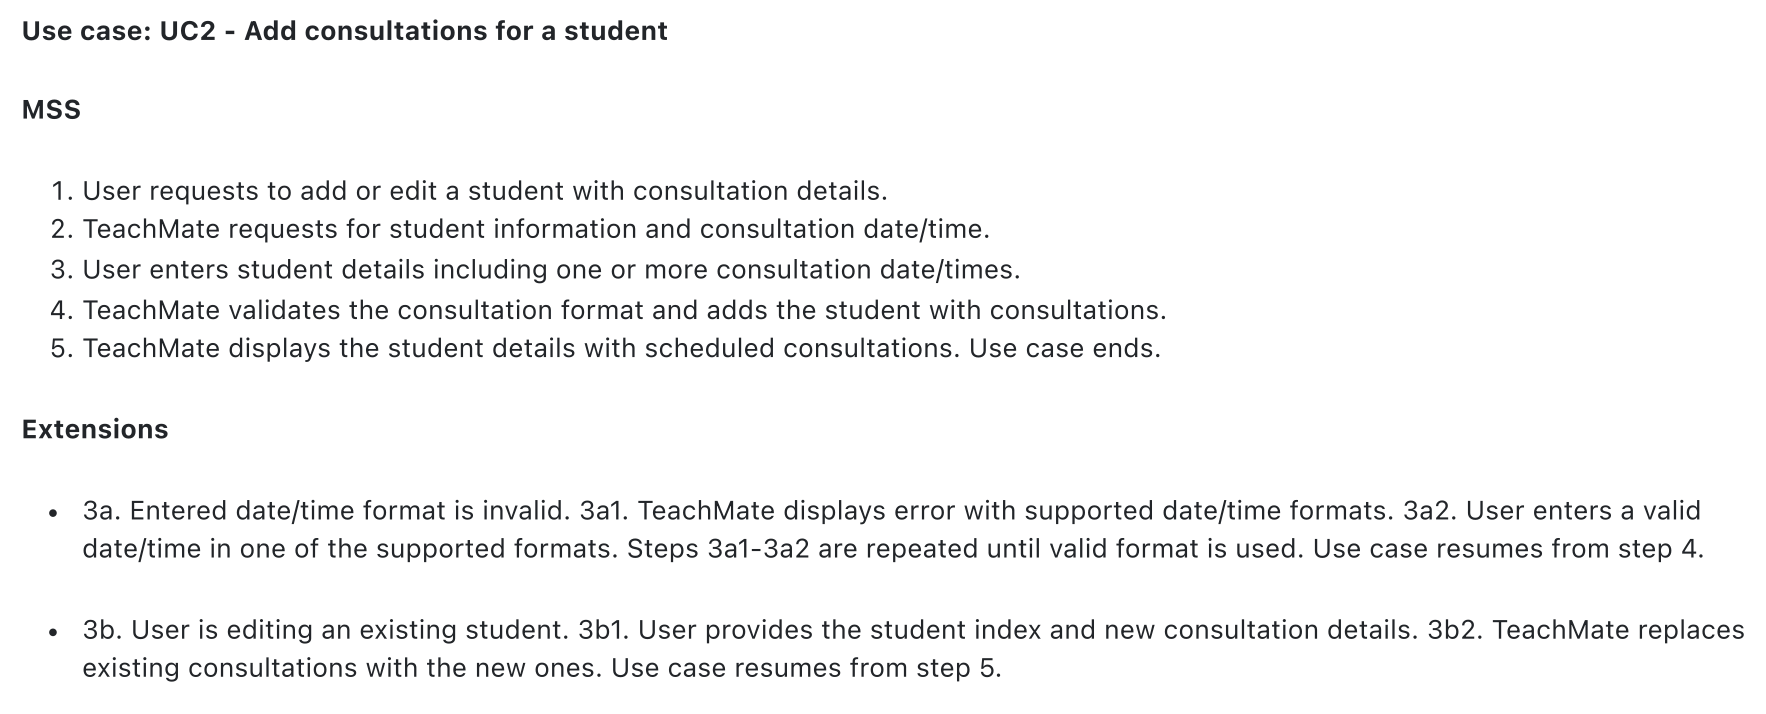 Use case: UC2 - Add consultations for a student
MSS
1. User requests to add or edit a student with consultation details.
2. TeachMate requests for student information and consultation date/time.
3. User enters student details including one or more consultation date/times.
4. TeachMate validates the consultation format and adds the student with consultations.
5. TeachMate displays the student details with scheduled consultations. Use case ends.
Extensions
• 3a. Entered date/time format is invalid. 3a1. TeachMate displays error with supported date/time formats. 3a2. User enters a valid
date/time in one of the supported formats. Steps 3a1-3a2 are repeated until valid format is used. Use case resumes from step 4.
• 3b. User is editing an existing student. 3b1. User provides the student index and new consultation details. 3b2. TeachMate replaces
existing consultations with the new ones. Use case resumes from step 5.